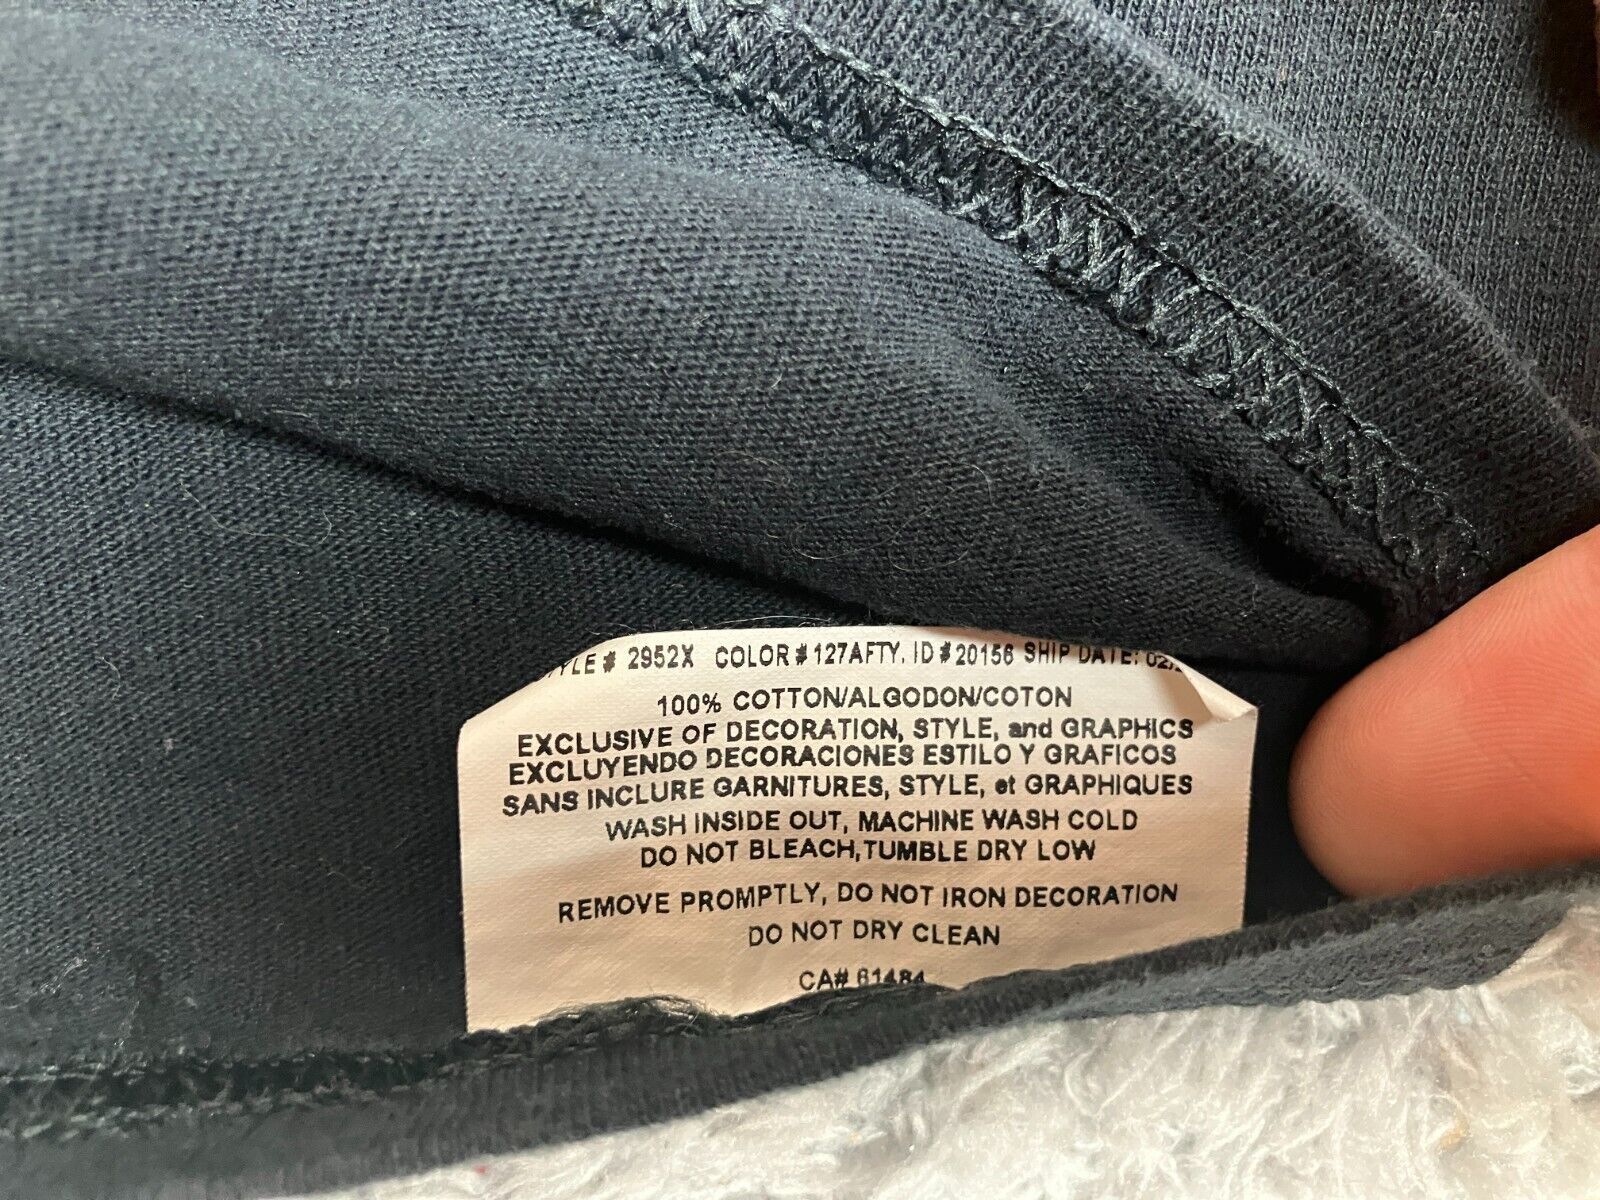 STYLE # 2952X COLOR # 127AFTY. ID # 20156 SHIP DATE: 02/
100% COTTON/ALGODON/COTON
EXCLUSIVE OF DECORATION, STYLE, and GRAPHICS
EXCLUYENDO DECORACIONES ESTILO Y GRAFICOS
SANS INCLURE GARNITURES, STYLE, et GRAPHIQUES
WASH INSIDE OUT, MACHINE WASH COLD
DO NOT BLEACH,TUMBLE DRY LOW
REMOVE PROMPTLY, DO NOT IRON DECORATION
DO NOT DRY CLEAN
CA# 61484